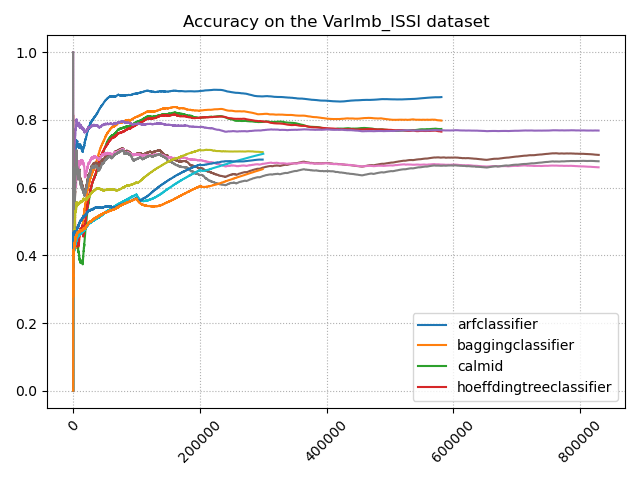 Accuracy on the VarImb_ISSI dataset
1.0
0.8
0.6
0.4
0.2
0.0
0
200000
400000
600000
800000
arfclassifier
baggingclassifier
calmid
hoeffdingtreeclassifier